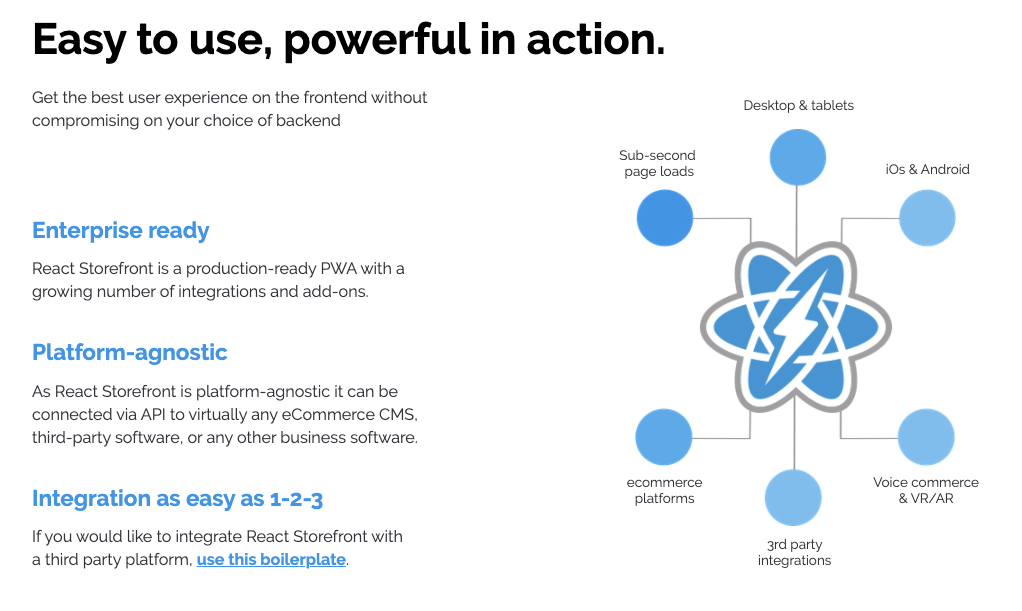 Easy to use, powerful in action.
Get the best user experience on the frontend without
compromising on your choice of backend
Enterprise ready
React Storefront is a production-ready PWA with a
growing number of integrations and add-ons.
Platform-agnostic
As React Storefront is platform-agnostic it can be
connected via API to virtually any eCommerce CMS,
third-party software, or any other business software.
Integration as easy as 1-2-3
If you would like to integrate React Storefront with
a third party platform, use this boilerplate.
Desktop & tablets
Sub-second
page loads
iOs & Android
ecommerce
platforms
Voice commerce
& VR/AR
3rd party
integrations